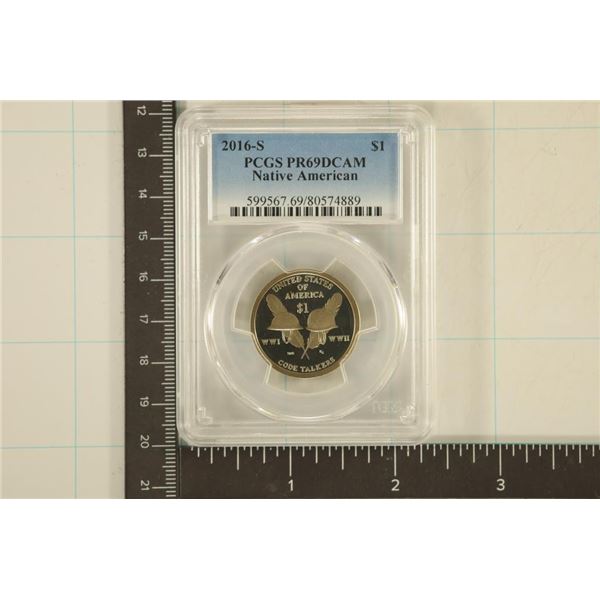 2016-S $1
PCGS PR69DCAM
Native American
599567.69/80574889
UNITED STATES
OF
AMERICA
$1
WWI WWII
CODE TALKERS
12
13
14
15
16
17
18
19
20
21
1 2 3